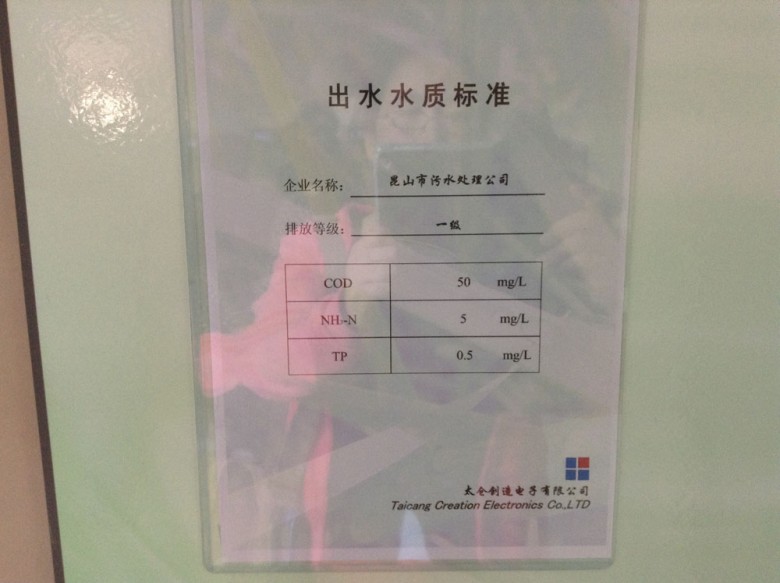 出水水质标准
企业名称： 昆山市污水处理公司
排放等级： 一级
COD 50 mg/L
NH₃-N 5 mg/L
TP 0.5 mg/L
太仓创造电子有限公司
Taicang Creation Electronics Co.,LTD